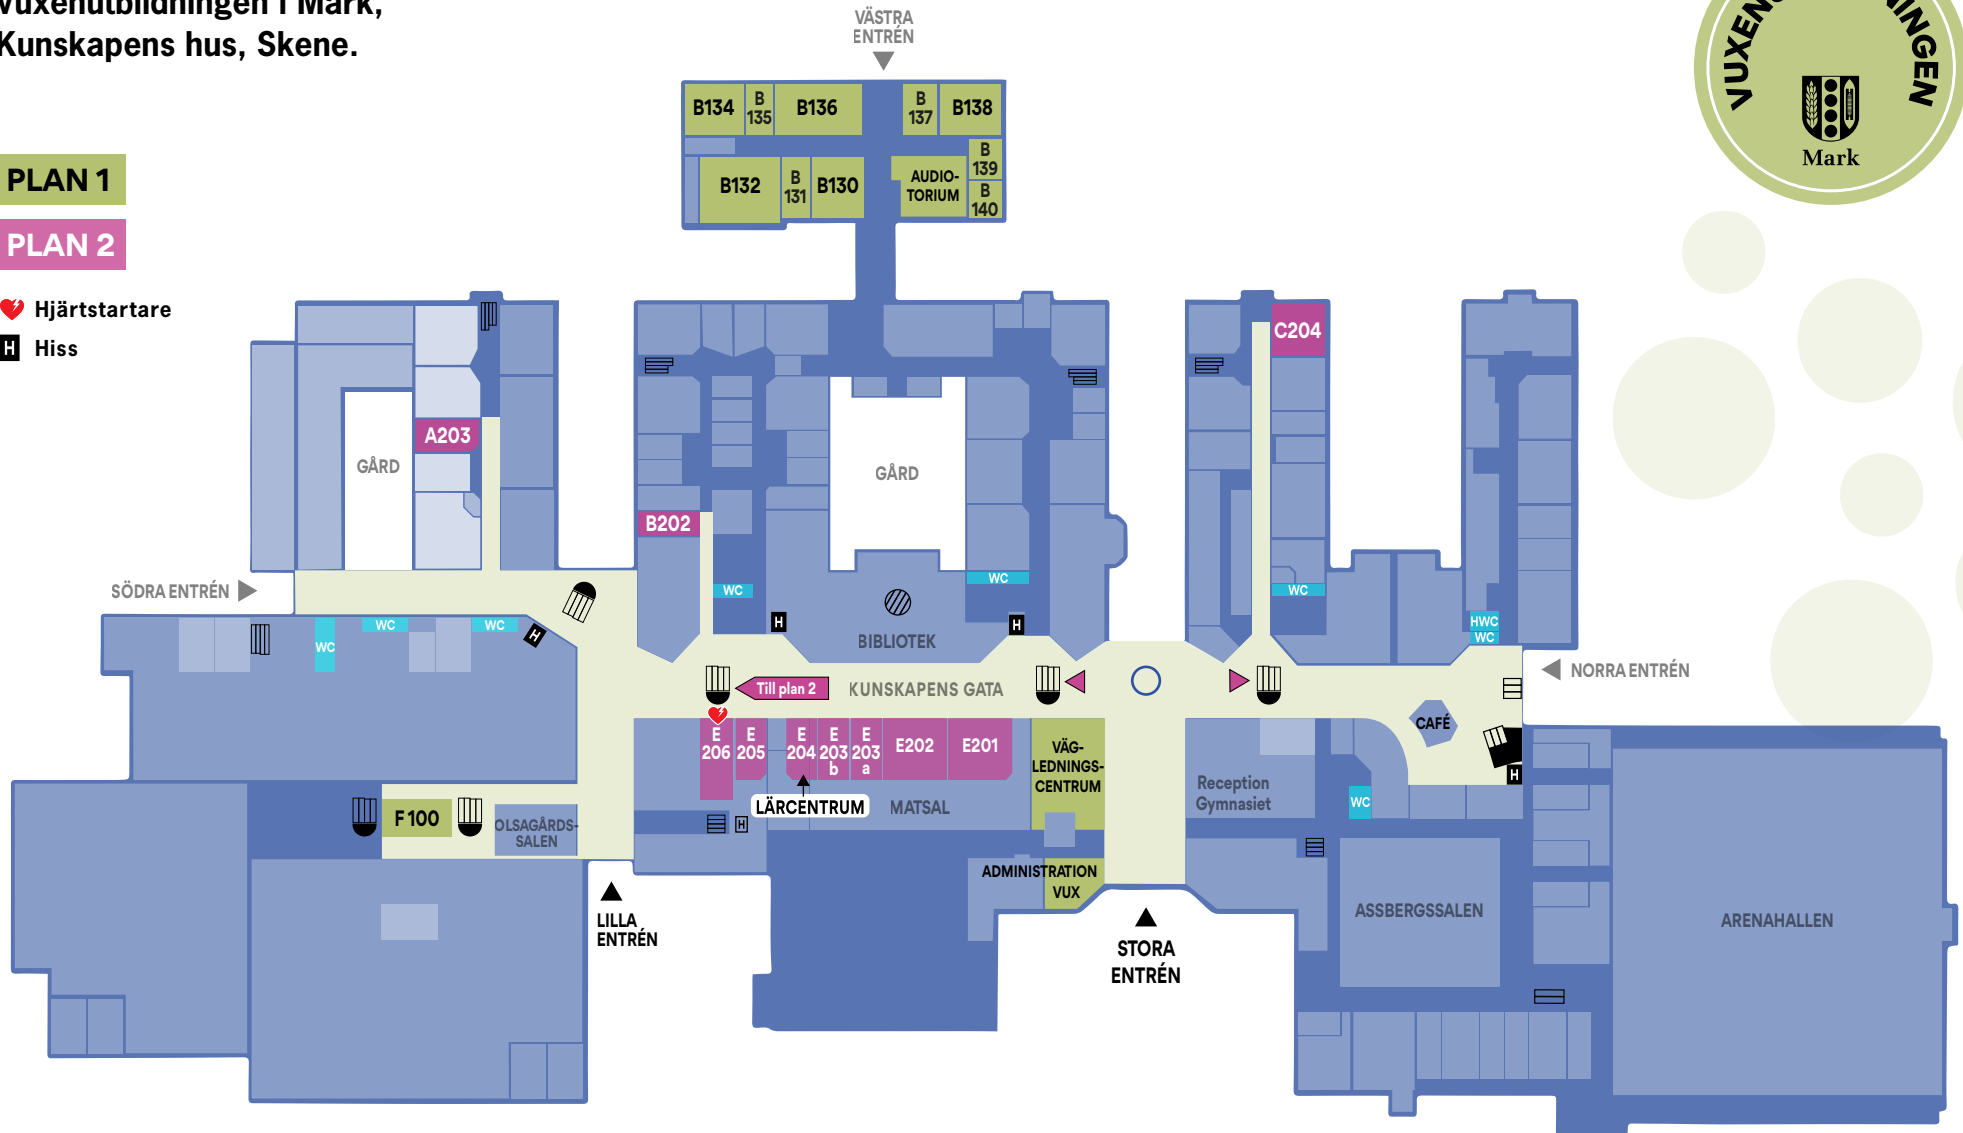 Vuxenutbildningen i Mark,
Kunskapens hus, Skene.
PLAN 1
PLAN 2
Hjärtstartare
H Hiss
VÄSTRA
ENTRÉN
Mark
B134
B
135
B136
B
137
B138
B132
B
131
B130
AUDIO-
TORIUM
B
139
B
140
C204
A203
GÅRD
GÅRD
B202
SÖDRA ENTRÉN
WC
WC
WC
WC
WC
WC
WC
H
H
H
HWC
WC
BIBLIOTEK
NORRA ENTRÉN
Till plan 2
KUNSKAPENS GATA
CAFÉ
E
206
E
205
E
204
E
203
b
E
203
a
E202
E201
VÄG-
LEDNINGS-
CENTRUM
Reception
Gymnasiet
H
WC
LÄRCENTRUM
MATSAL
F 100
OLSAGÅRDS-
SALEN
H
ADMINISTRATION
VUX
LILLA
ENTRÉN
STORA
ENTRÉN
ASSBERGSSALEN
ARENAHALLEN